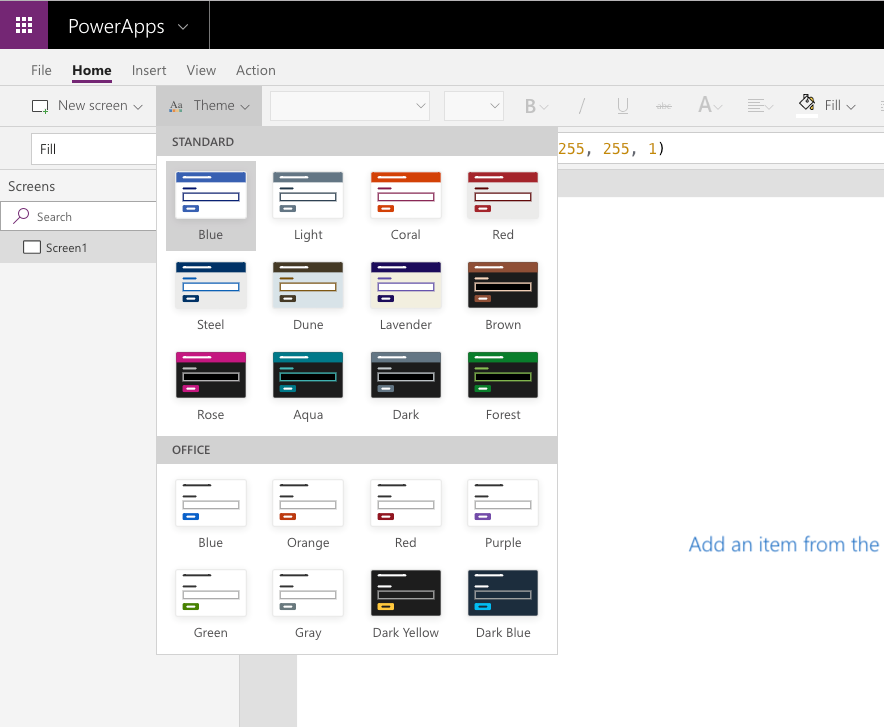 PowerApps
File Home Insert View Action
New screen Theme B / U abc A Fill
Fill 255, 255, 1)
STANDARD
Screens
Search
Screen1
Blue Light Coral Red
Steel Dune Lavender Brown
Rose Aqua Dark Forest
OFFICE
Blue Orange Red Purple
Add an item from the
Green Gray Dark Yellow Dark Blue